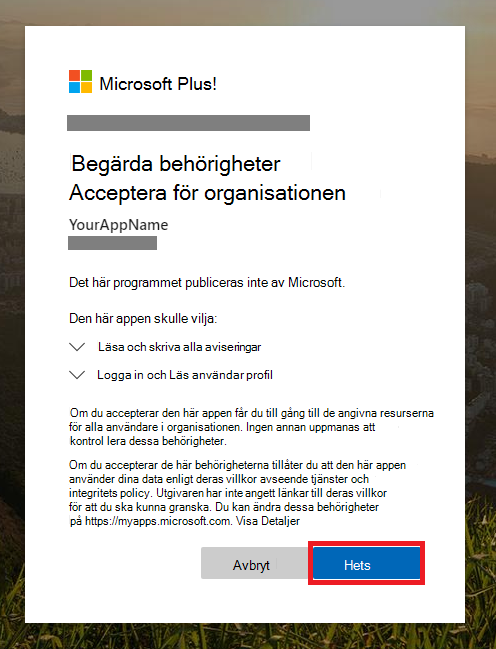 Microsoft Plus!
Begärda behörigheter
Acceptera för organisationen
YourAppName
Det här programmet publiceras inte av Microsoft.
Den här appen skulle vilja:
Läsa och skriva alla aviseringar
Logga in och Läs användar profil
Om du accepterar den här appen får du till gång till de angivna resurserna
för alla användare i organisationen. Ingen annan uppmanas att
kontrol lera dessa behörigheter.
Om du accepterar de här behörigheterna tillåter du att den här appen
använder dina data enligt deras villkor avseende tjänster och
integritets policy. Utgivaren har inte angett länkar till deras villkor
för att du ska kunna granska. Du kan ändra dessa behörigheter
på https://myapps.microsoft.com. Visa Detaljer
Avbryt
Hets